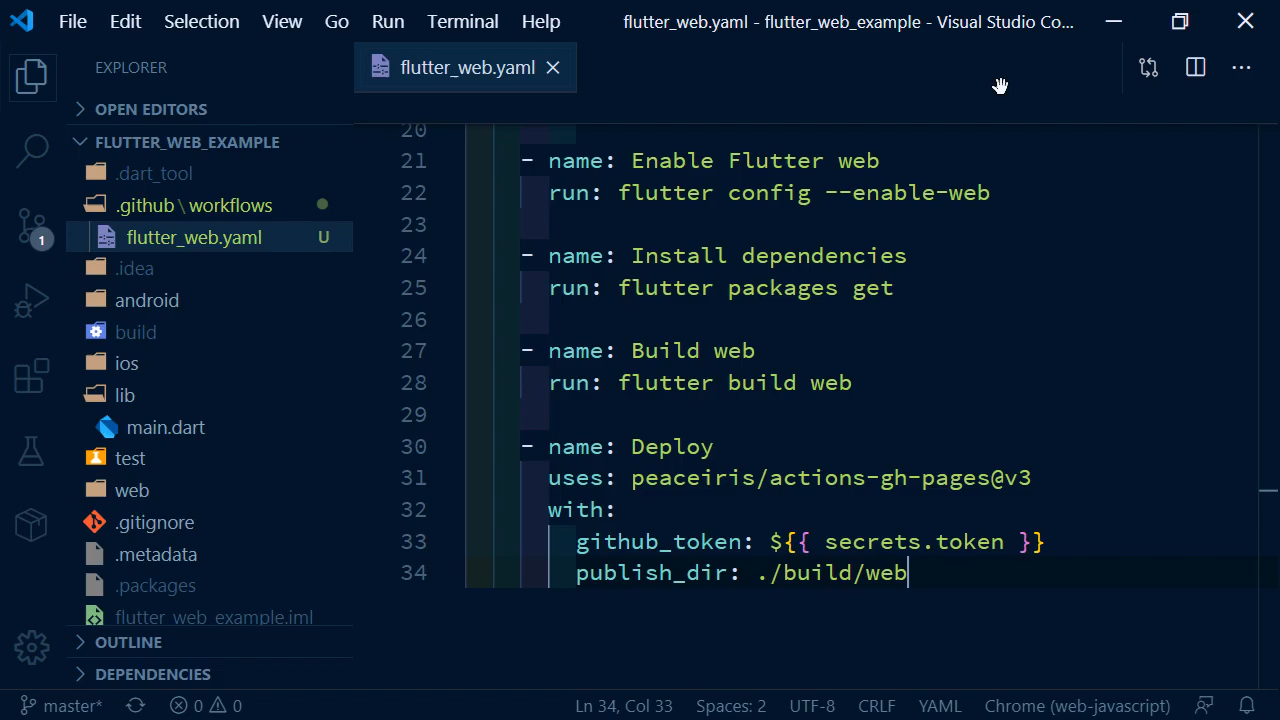 File Edit Selection View Go Run Terminal Help flutter_web.yaml - flutter_web_example - Visual Studio Co...
EXPLORER
flutter_web.yaml
OPEN EDITORS
FLUTTER_WEB_EXAMPLE
.dart_tool
.github\workflows
flutter_web.yaml U
1
.idea
android
build
ios
lib
main.dart
test
web
.gitignore
.metadata
.packages
flutter_web_example.iml
OUTLINE
DEPENDENCIES
20
21 - name: Enable Flutter web
22 run: flutter config --enable-web
23
24 - name: Install dependencies
25 run: flutter packages get
26
27 - name: Build web
28 run: flutter build web
29
30 - name: Deploy
31 uses: peaceiris/actions-gh-pages@v3
32 with:
33 github_token: ${{ secrets.token }}
34 publish_dir: ./build/web
master* 0 0 Ln 34, Col 33 Spaces: 2 UTF-8 CRLF YAML Chrome (web-javascript)